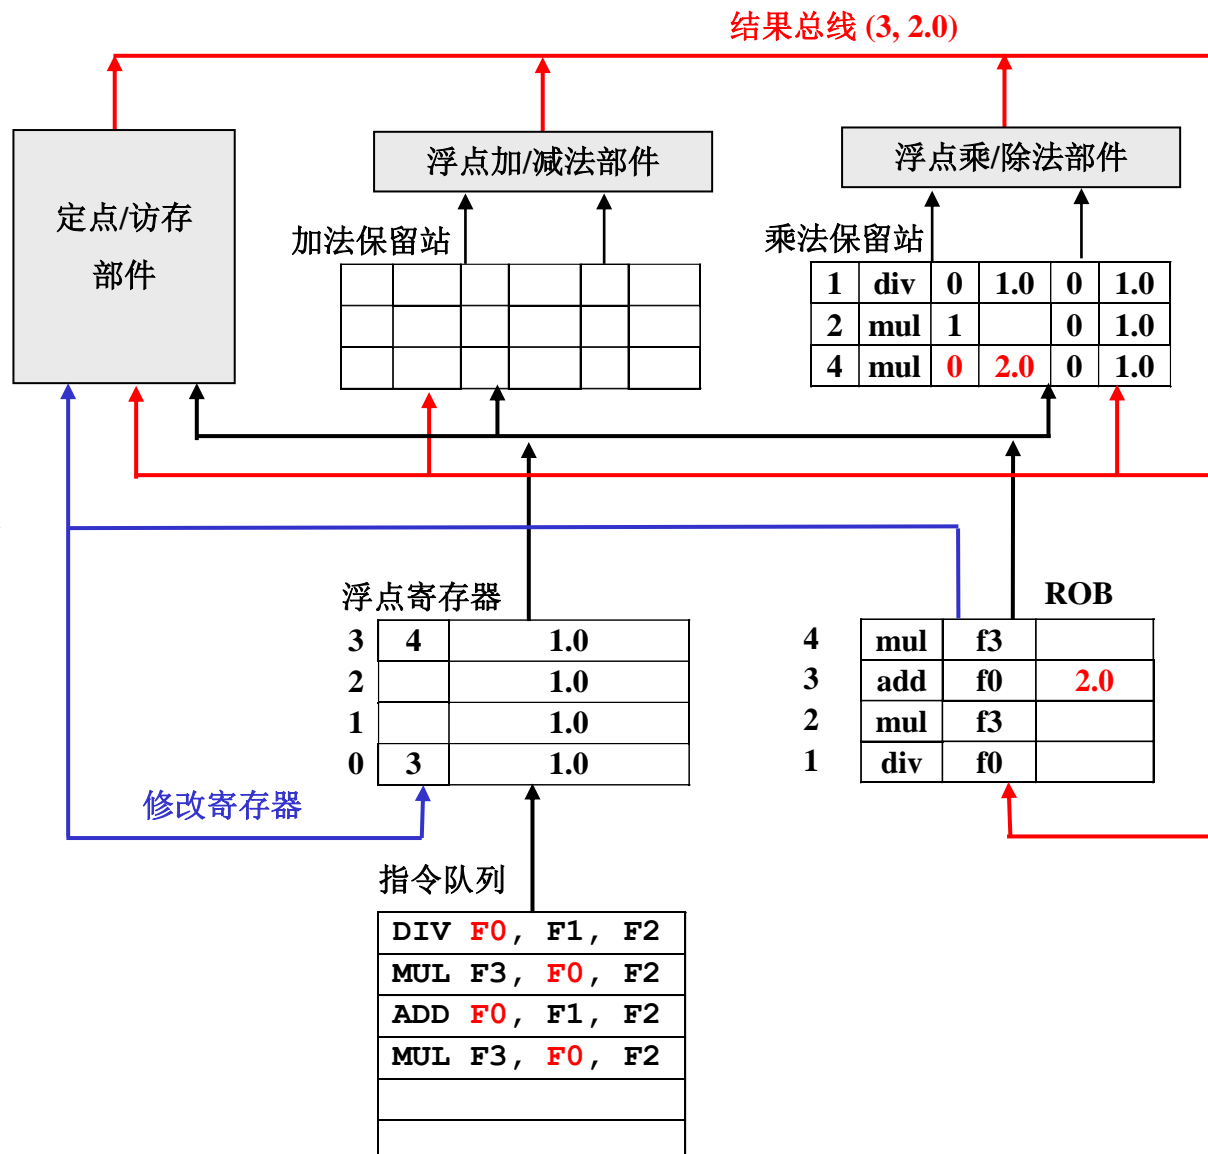 结果总线 (3, 2.0)
定点/访存
部件
浮点加/减法部件
浮点乘/除法部件
加法保留站
乘法保留站
1 div 0 1.0 0 1.0
2 mul 1 0 1.0
4 mul 0 2.0 0 1.0
浮点寄存器
3 4 1.0
2 1.0
1 1.0
0 3 1.0
ROB
4 mul f3
3 add f0 2.0
2 mul f3
1 div f0
修改寄存器
指令队列
DIV F0, F1, F2
MUL F3, F0, F2
ADD F0, F1, F2
MUL F3, F0, F2